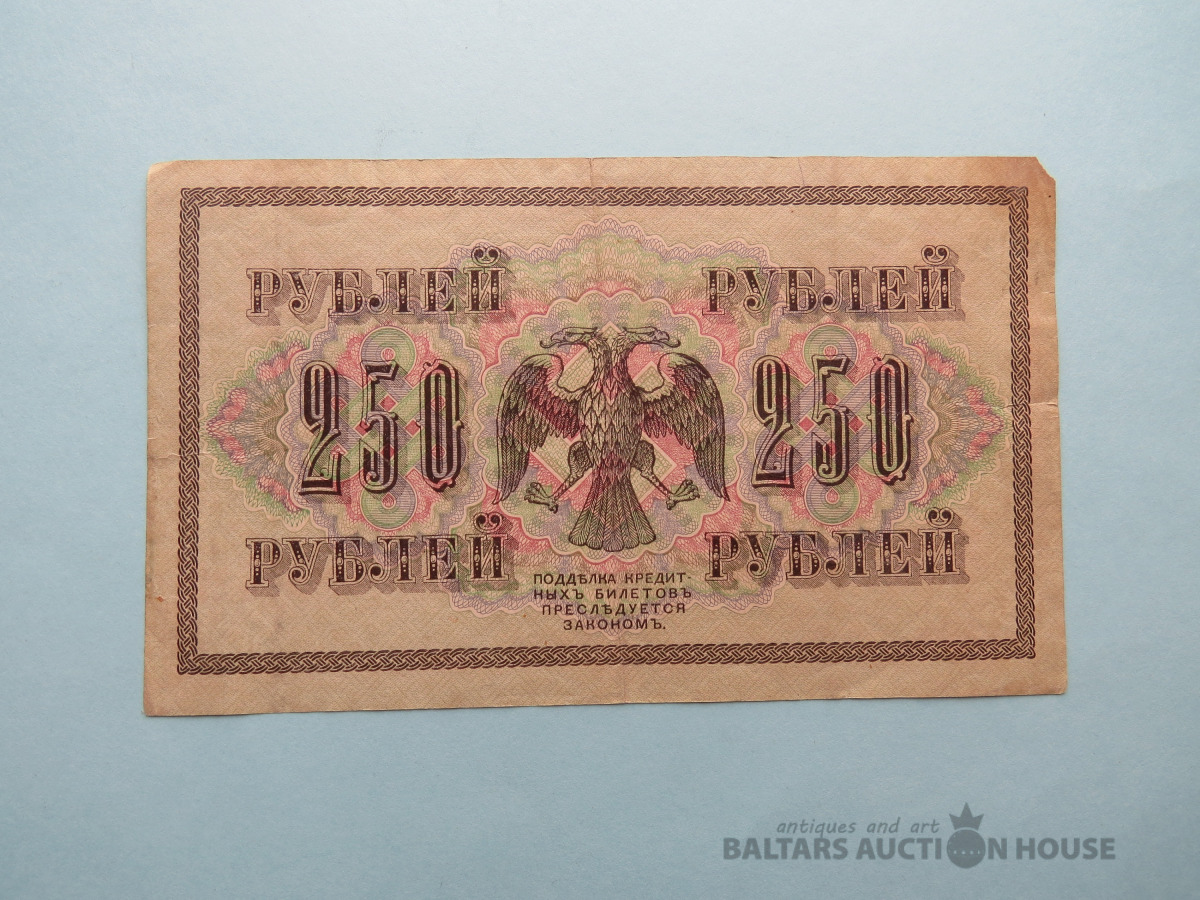 РУБЛЕЙ РУБЛЕЙ
250 250
РУБЛЕЙ РУБЛЕЙ
ПОДДѢЛКА КРЕДИТ-
НЫХЪ БИЛЕТОВЪ
ПРЕСЛѢДУЕТСЯ
ЗАКОНОМЪ.
antiques and art
BALTARS AUCTION HOUSE